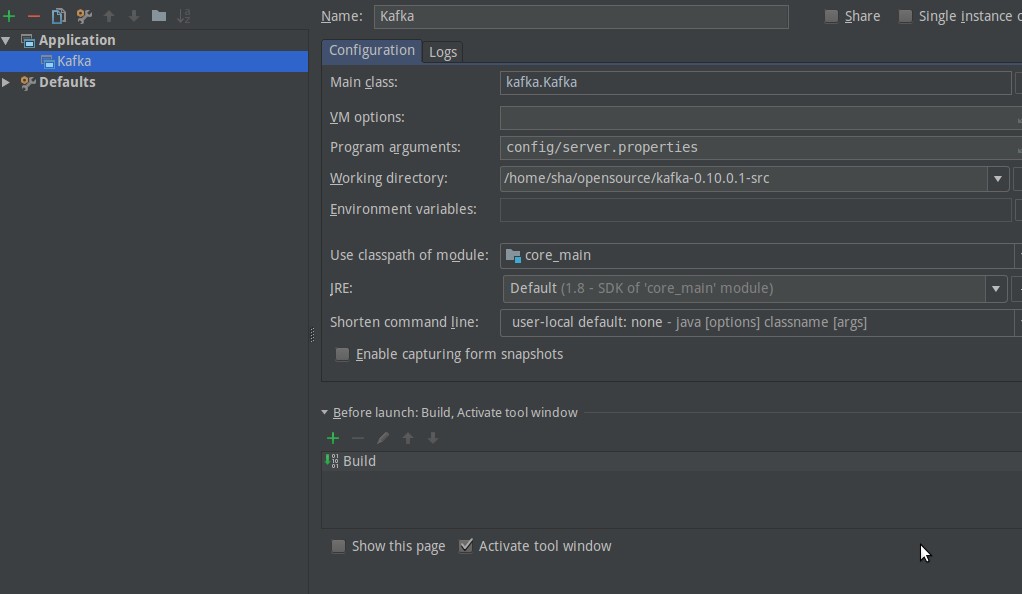 Name: Kafka Share Single Instance o
Application
Kafka
Defaults
Configuration Logs
Main class: kafka.Kafka
VM options:
Program arguments: config/server.properties
Working directory: /home/sha/opensource/kafka-0.10.0.1-src
Environment variables:
Use classpath of module: core_main
JRE: Default (1.8 - SDK of 'core_main' module)
Shorten command line: user-local default: none - java [options] classname [args]
Enable capturing form snapshots
Before launch: Build, Activate tool window
Build
Show this page Activate tool window